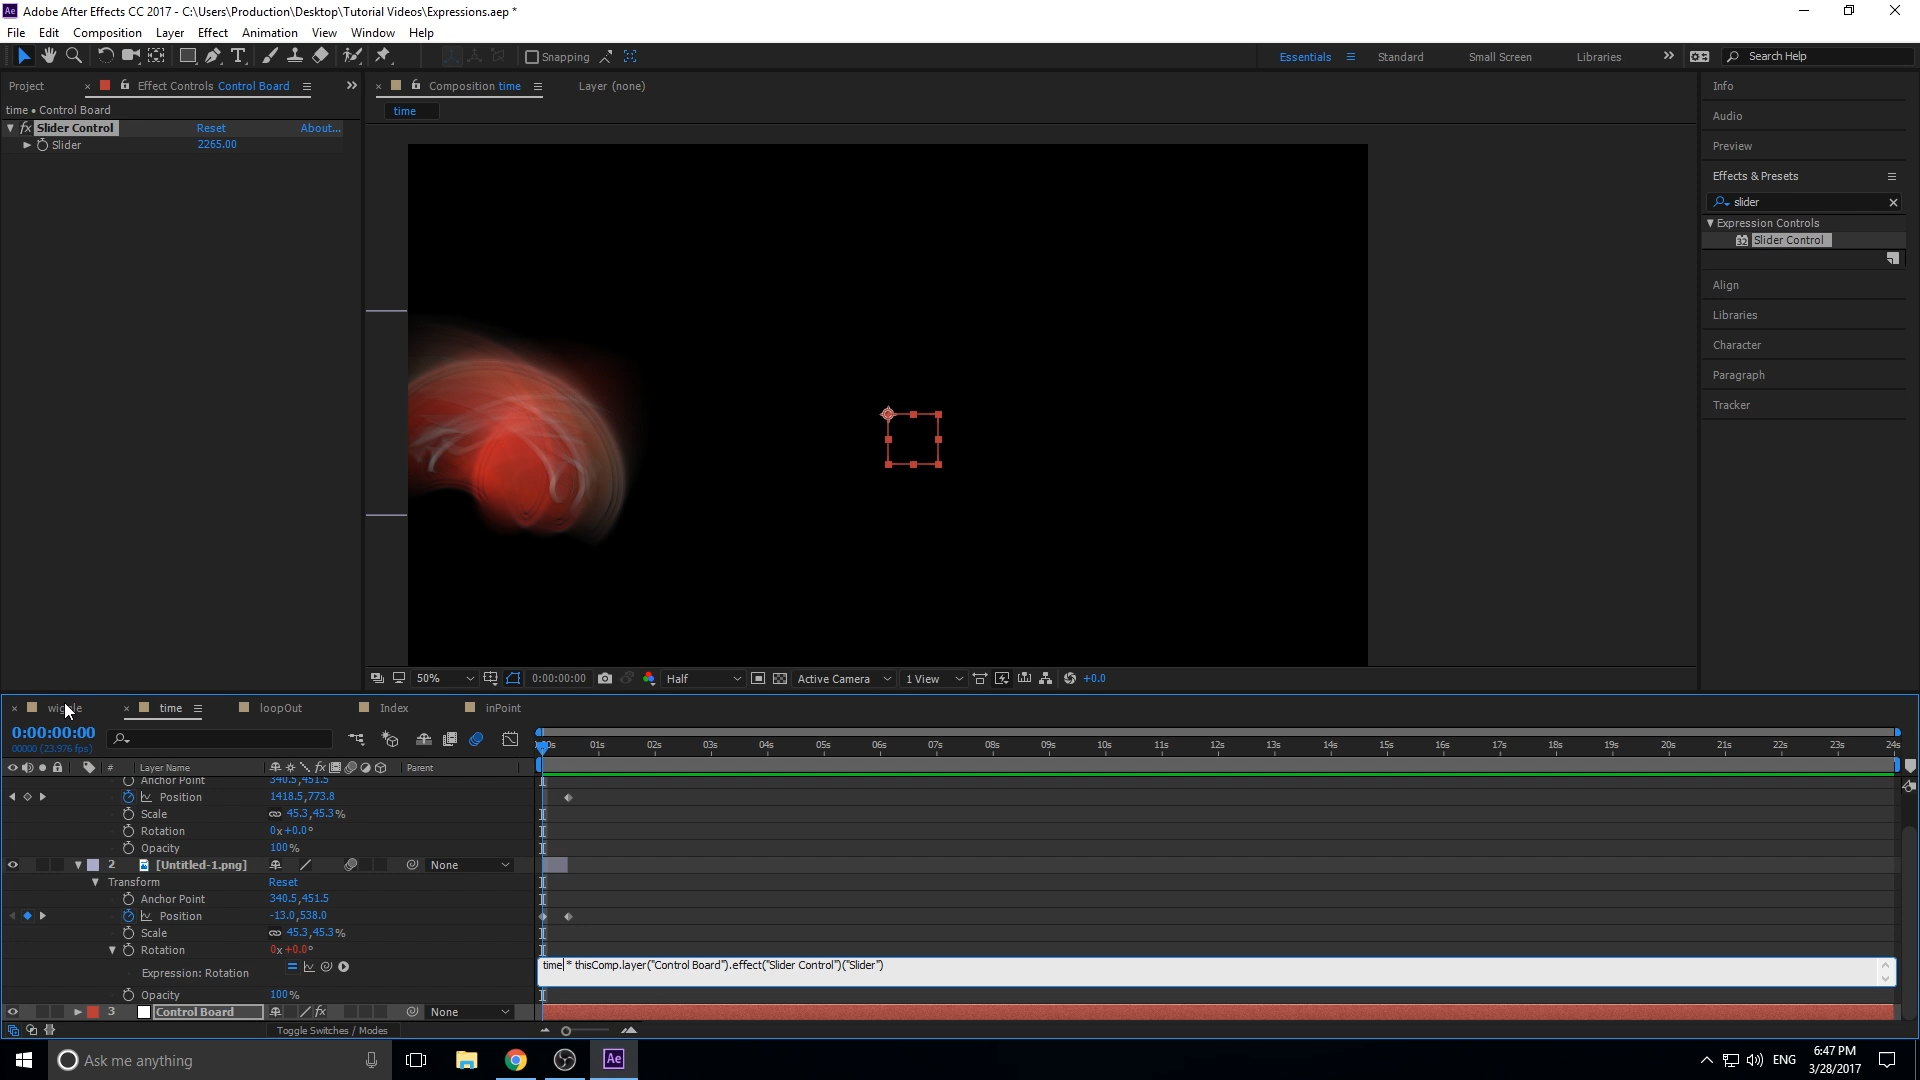 Adobe After Effects CC 2017 - C:\Users\Production\Desktop\Tutorial Videos\Expressions.aep *
File Edit Composition Layer Effect Animation View Window Help
Snapping Essentials Standard Small Screen Libraries Search Help
Project Effect Controls Control Board Composition time Layer (none) Info
time • Control Board time
Slider Control Reset About...
Slider 2265.00
Audio
Preview
Effects & Presets
slider
Expression Controls
32 Slider Control
Align
Libraries
Character
Paragraph
Tracker
50% 0:00:00:00 Half Active Camera 1 View +0.0
time loopOut Index inPoint
0:00:00:00
00000 (23.976 fps)
01s 02s 03s 04s 05s 06s 07s 08s 09s 10s 11s 12s 13s 14s 15s 16s 17s 18s 19s 20s 21s 22s 23s 24s
# Layer Name fx Parent
Anchor Point 340.5,451.5
Position 1418.5,773.8
Scale 45.3,45.3%
Rotation 0x+0.0°
Opacity 100%
2 [Untitled-1.png] None
Transform Reset
Anchor Point 340.5,451.5
Position -13.0,538.0
Scale 45.3,45.3%
Rotation 0x+0.0°
Expression: Rotation time * thisComp.layer("Control Board").effect("Slider Control")("Slider")
Opacity 100%
3 Control Board fx None
Toggle Switches / Modes
Ask me anything Ae ENG 6:47 PM
3/28/2017